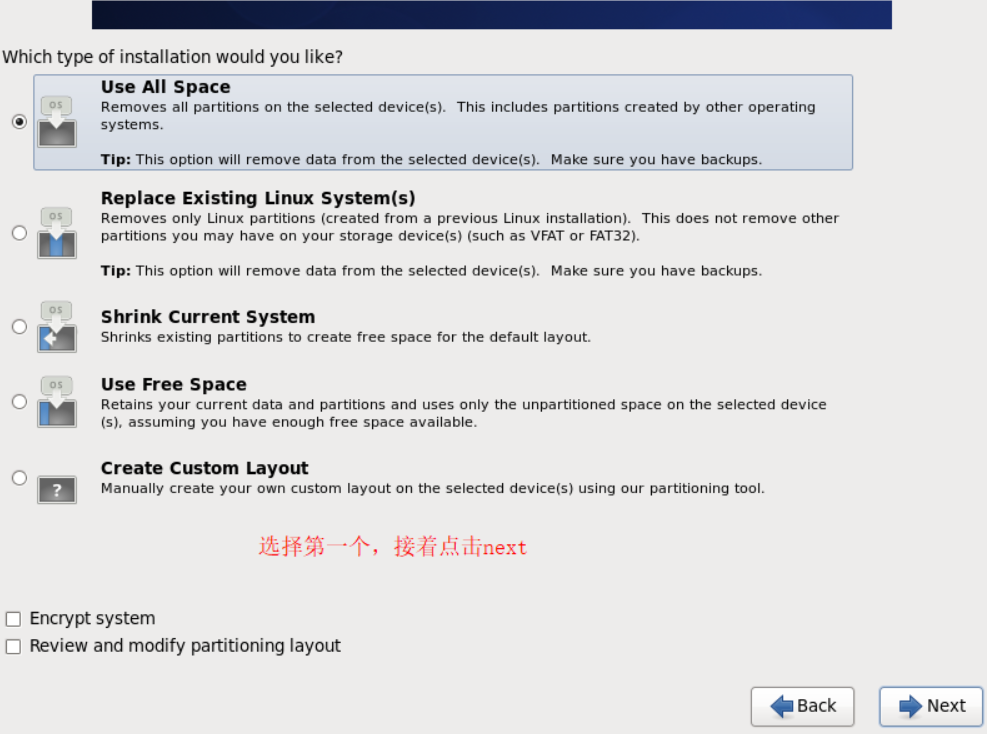 Which type of installation would you like?
OS
Use All Space
Removes all partitions on the selected device(s).  This includes partitions created by other operating
systems.
Tip: This option will remove data from the selected device(s).  Make sure you have backups.
OS
Replace Existing Linux System(s)
Removes only Linux partitions (created from a previous Linux installation).  This does not remove other
partitions you may have on your storage device(s) (such as VFAT or FAT32).
Tip: This option will remove data from the selected device(s).  Make sure you have backups.
OS
Shrink Current System
Shrinks existing partitions to create free space for the default layout.
OS
Use Free Space
Retains your current data and partitions and uses only the unpartitioned space on the selected device
(s), assuming you have enough free space available.
?
Create Custom Layout
Manually create your own custom layout on the selected device(s) using our partitioning tool.
选择第一个，接着点击next
Encrypt system
Review and modify partitioning layout
Back
Next